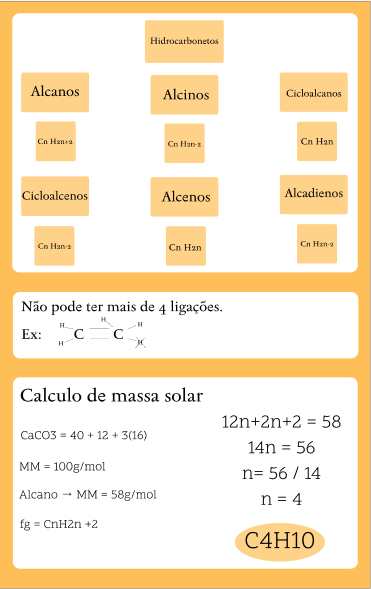 Hidrocarbonetos
Alcanos
Alcinos
Cicloalcanos
Cn H2n+2
Cn H2n-2
Cn H2n
Cicloalcenos
Alcenos
Alcadienos
Cn H2n-2
Cn H2n
Cn H2n-2
Não pode ter mais de 4 ligações.
Ex:
H
H
H
C
C
H
H
Calculo de massa solar
CaCO3 = 40 + 12 + 3(16)
MM = 100g/mol
Alcano → MM = 58g/mol
fg = CnH2n +2
12n+2n+2 = 58
14n = 56
n= 56 / 14
n = 4
C4H10